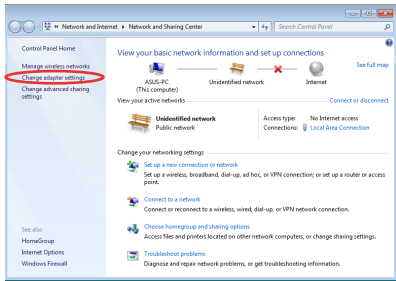 Network and Internet ▸ Network and Sharing Center
Search Control Panel
Control Panel Home
Manage wireless networks
Change adapter settings
Change advanced sharing
settings
See also
HomeGroup
Internet Options
Windows Firewall
View your basic network information and set up connections
See full map
ASUS-PC
(This computer)
Unidentified network
Internet
View your active networks
Connect or disconnect
Unidentified network
Public network
Access type: No Internet access
Connections: Local Area Connection
Change your networking settings
Set up a new connection or network
Set up a wireless, broadband, dial-up, ad hoc, or VPN connection; or set up a router or access
point.
Connect to a network
Connect or reconnect to a wireless, wired, dial-up, or VPN network connection.
Choose homegroup and sharing options
Access files and printers located on other network computers, or change sharing settings.
Troubleshoot problems
Diagnose and repair network problems, or get troubleshooting information.